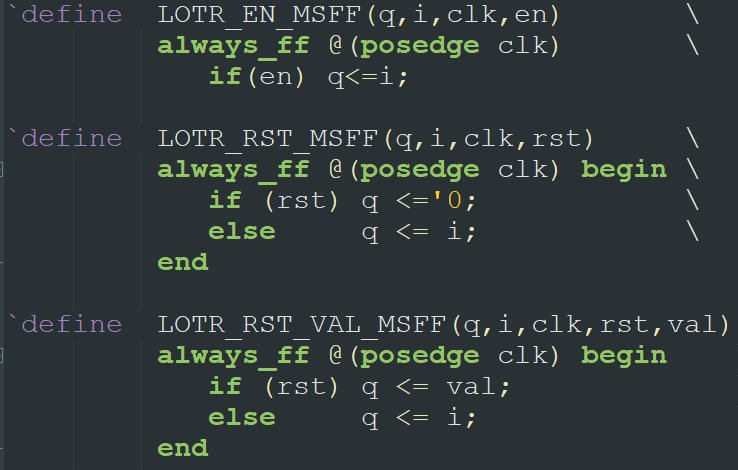 `define  LOTR_EN_MSFF(q,i,clk,en)       \
         always_ff @(posedge clk)       \
            if(en) q<=i;
`define  LOTR_RST_MSFF(q,i,clk,rst)     \
         always_ff @(posedge clk) begin \
            if (rst) q <='0;            \
            else     q <= i;            \
         end
`define  LOTR_RST_VAL_MSFF(q,i,clk,rst,val)
         always_ff @(posedge clk) begin
            if (rst) q <= val;
            else     q <= i;
         end